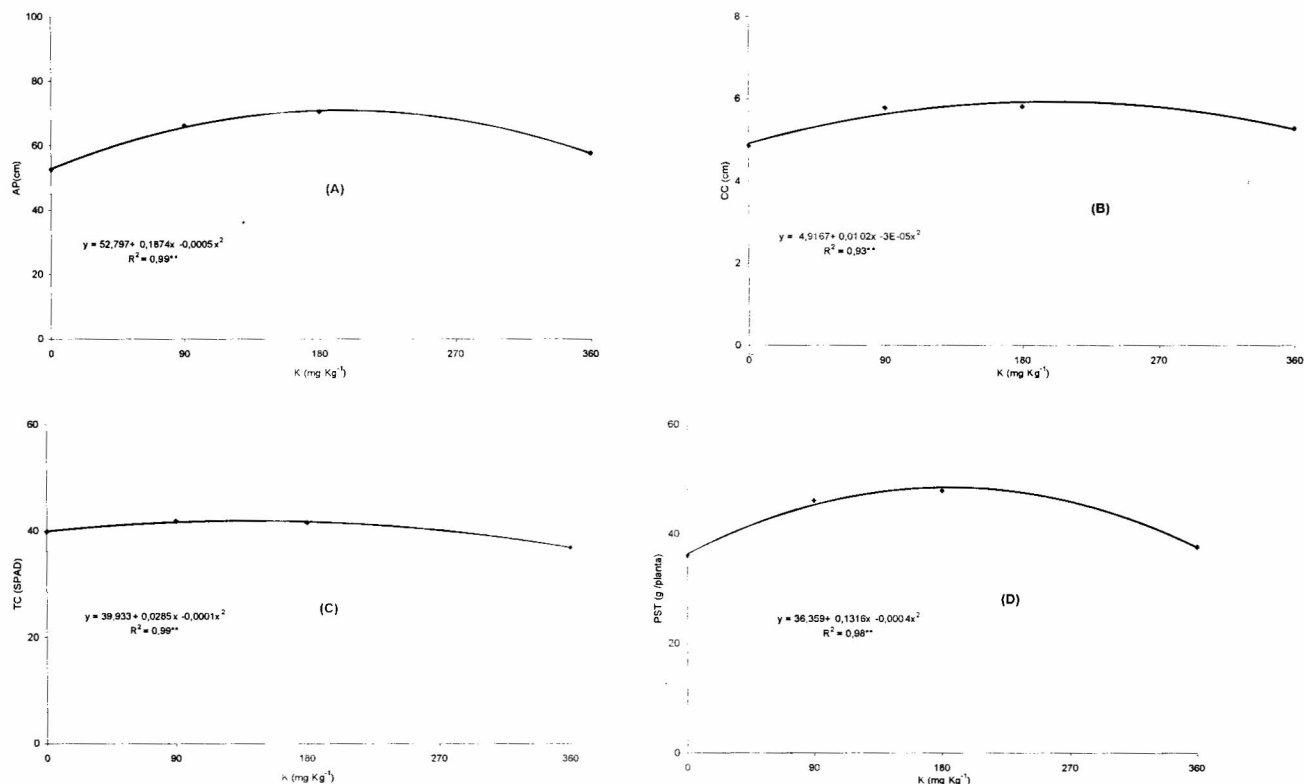 100
80
60
40
20
0
AP(cm)
(A)
y = 52,797+ 0,1874x -0,0005x²
R² = 0,99**
0 90 180 270 360
K (mg Kg⁻¹)
8
6
4
2
0
CC (cm)
(B)
y = 4,9167+ 0,0102x -3E-05x²
R² = 0,93**
0 90 180 270 360
K (mg Kg⁻¹)
60
40
20
0
TC (SPAD)
(C)
y = 39,933+ 0,0285x -0,0001x²
R² = 0,99**
0 90 180 270 360
K (mg Kg⁻¹)
60
40
20
0
PST (g /planta)
(D)
y = 36,359+ 0,1316x -0,0004x²
R² = 0,98**
0 90 180 270 360
K (mg Kg⁻¹)